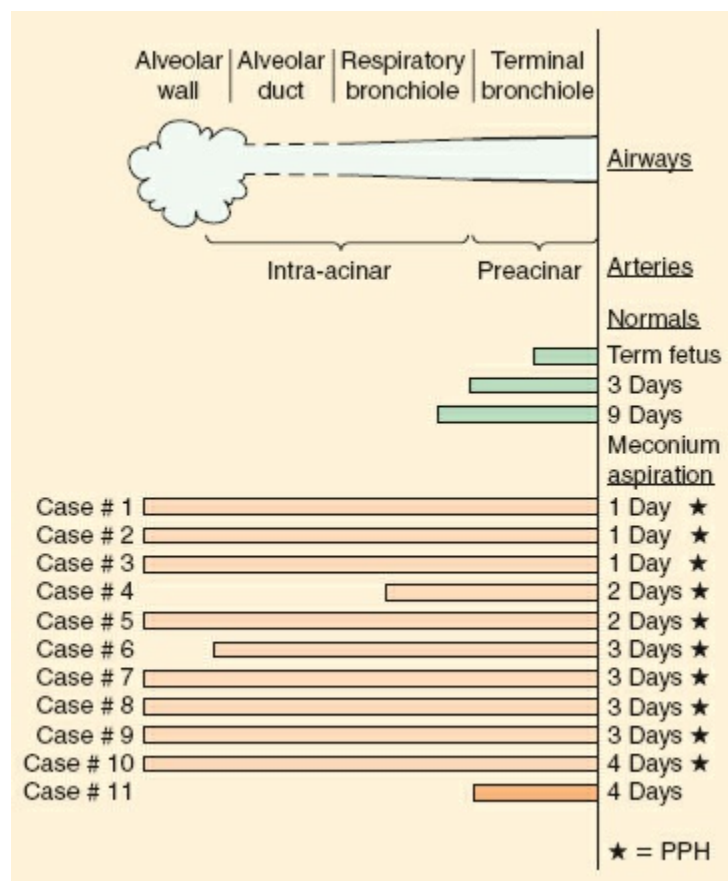 Alveolar wall | Alveolar duct | Respiratory bronchiole | Terminal bronchiole
Airways
Intra-acinar Preacinar Arteries
Normals
Term fetus
3 Days
9 Days
Meconium
aspiration
Case # 1 1 Day ★
Case # 2 1 Day ★
Case # 3 1 Day ★
Case # 4 2 Days ★
Case # 5 2 Days ★
Case # 6 3 Days ★
Case # 7 3 Days ★
Case # 8 3 Days ★
Case # 9 3 Days ★
Case # 10 4 Days ★
Case # 11 4 Days
★ = PPH